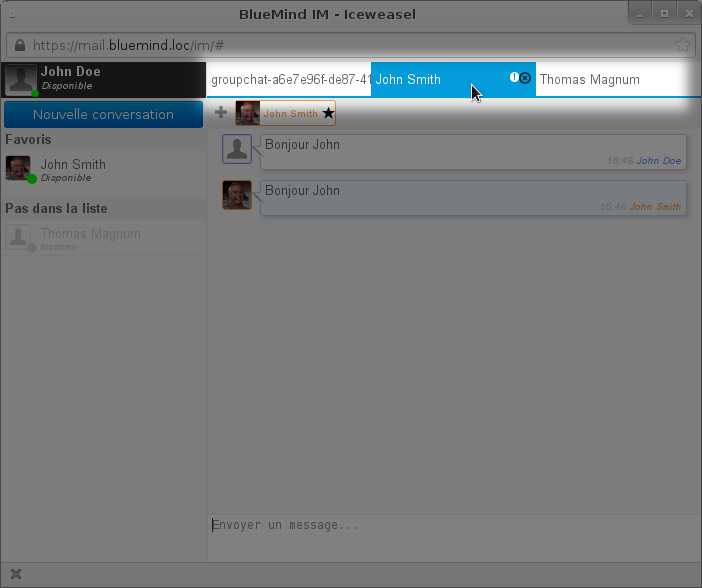 BlueMind IM - Iceweasel
https://mail.bluemind.loc/im/#
John Doe
Disponible
groupchat-a6e7e96f-de87-41
John Smith
1
Thomas Magnum
Nouvelle conversation
John Smith
Favoris
John Smith
Disponible
Bonjour John
15:46 John Doe
Bonjour John
15:46 John Smith
Pas dans la liste
Thomas Magnum
Inconnu
Envoyer un message...